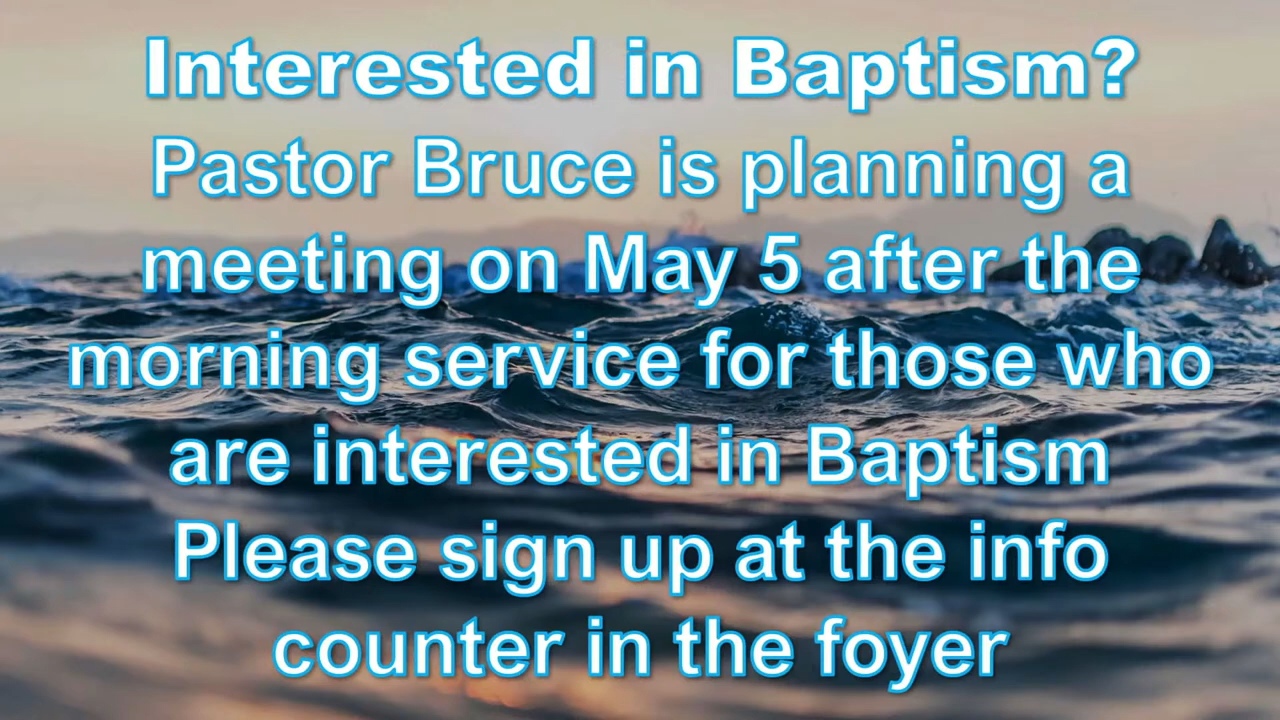 Interested in Baptism?
Pastor Bruce is planning a
meeting on May 5 after the
morning service for those who
are interested in Baptism
Please sign up at the info
counter in the foyer